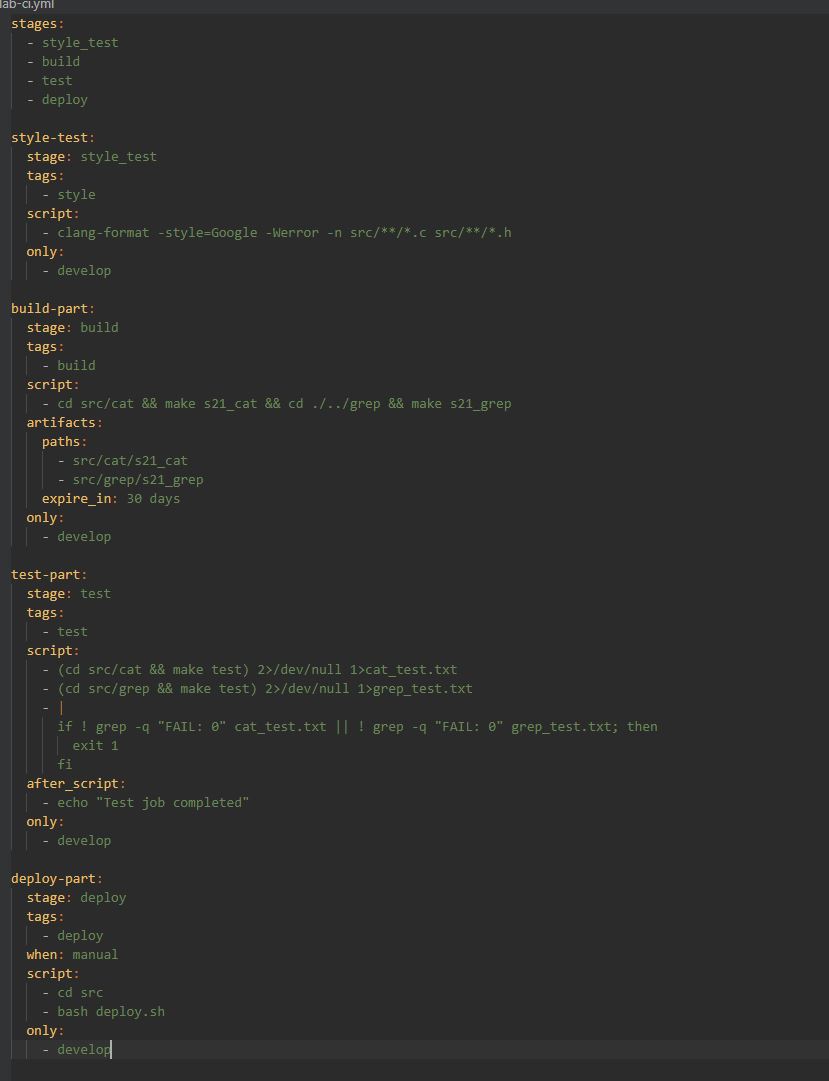 lab-ci.yml
stages:
  - style_test
  - build
  - test
  - deploy

style-test:
  stage: style_test
  tags:
    - style
  script:
    - clang-format -style=Google -Werror -n src/**/*.c src/**/*.h
  only:
    - develop

build-part:
  stage: build
  tags:
    - build
  script:
    - cd src/cat && make s21_cat && cd ./../grep && make s21_grep
  artifacts:
    paths:
      - src/cat/s21_cat
      - src/grep/s21_grep
    expire_in: 30 days
  only:
    - develop

test-part:
  stage: test
  tags:
    - test
  script:
    - (cd src/cat && make test) 2>/dev/null 1>cat_test.txt
    - (cd src/grep && make test) 2>/dev/null 1>grep_test.txt
    - |
      if ! grep -q "FAIL: 0" cat_test.txt || ! grep -q "FAIL: 0" grep_test.txt; then
        exit 1
      fi
  after_script:
    - echo "Test job completed"
  only:
    - develop

deploy-part:
  stage: deploy
  tags:
    - deploy
  when: manual
  script:
    - cd src
    - bash deploy.sh
  only:
    - develop